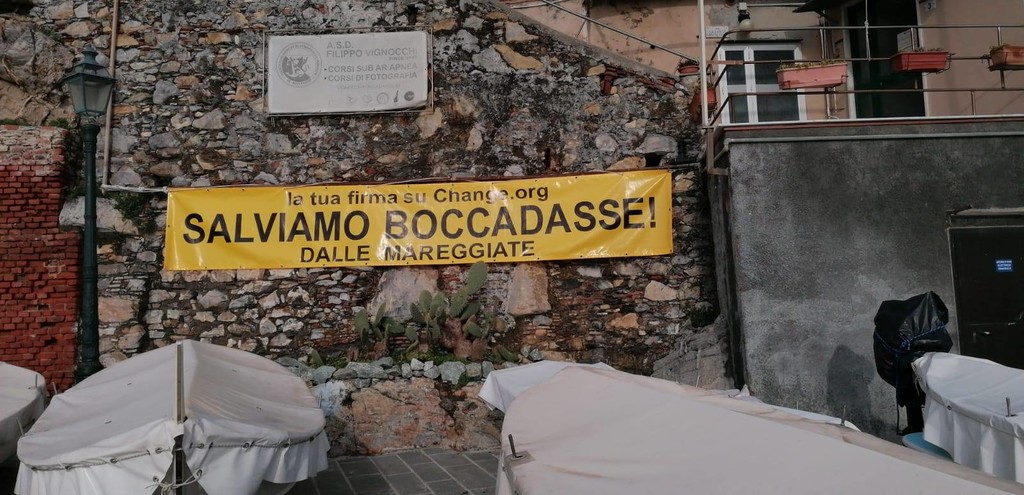 A.S.D.
FILIPPO VIGNOCCHI
•CORSI SUB AR APNEA
•CORSI DI FOTOGRAFIA
la tua firma su Change.org
SALVIAMO BOCCADASSE!
DALLE MAREGGIATE